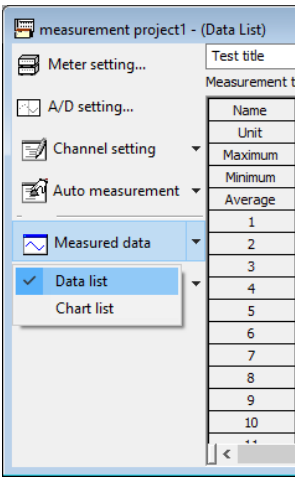 measurement project1 - (Data List)
Meter setting...
A/D setting...
Channel setting
Auto measurement
Measured data
Data list
Chart list
Test title
Measurement t
Name
Unit
Maximum
Minimum
Average
1
2
3
4
5
6
7
8
9
10